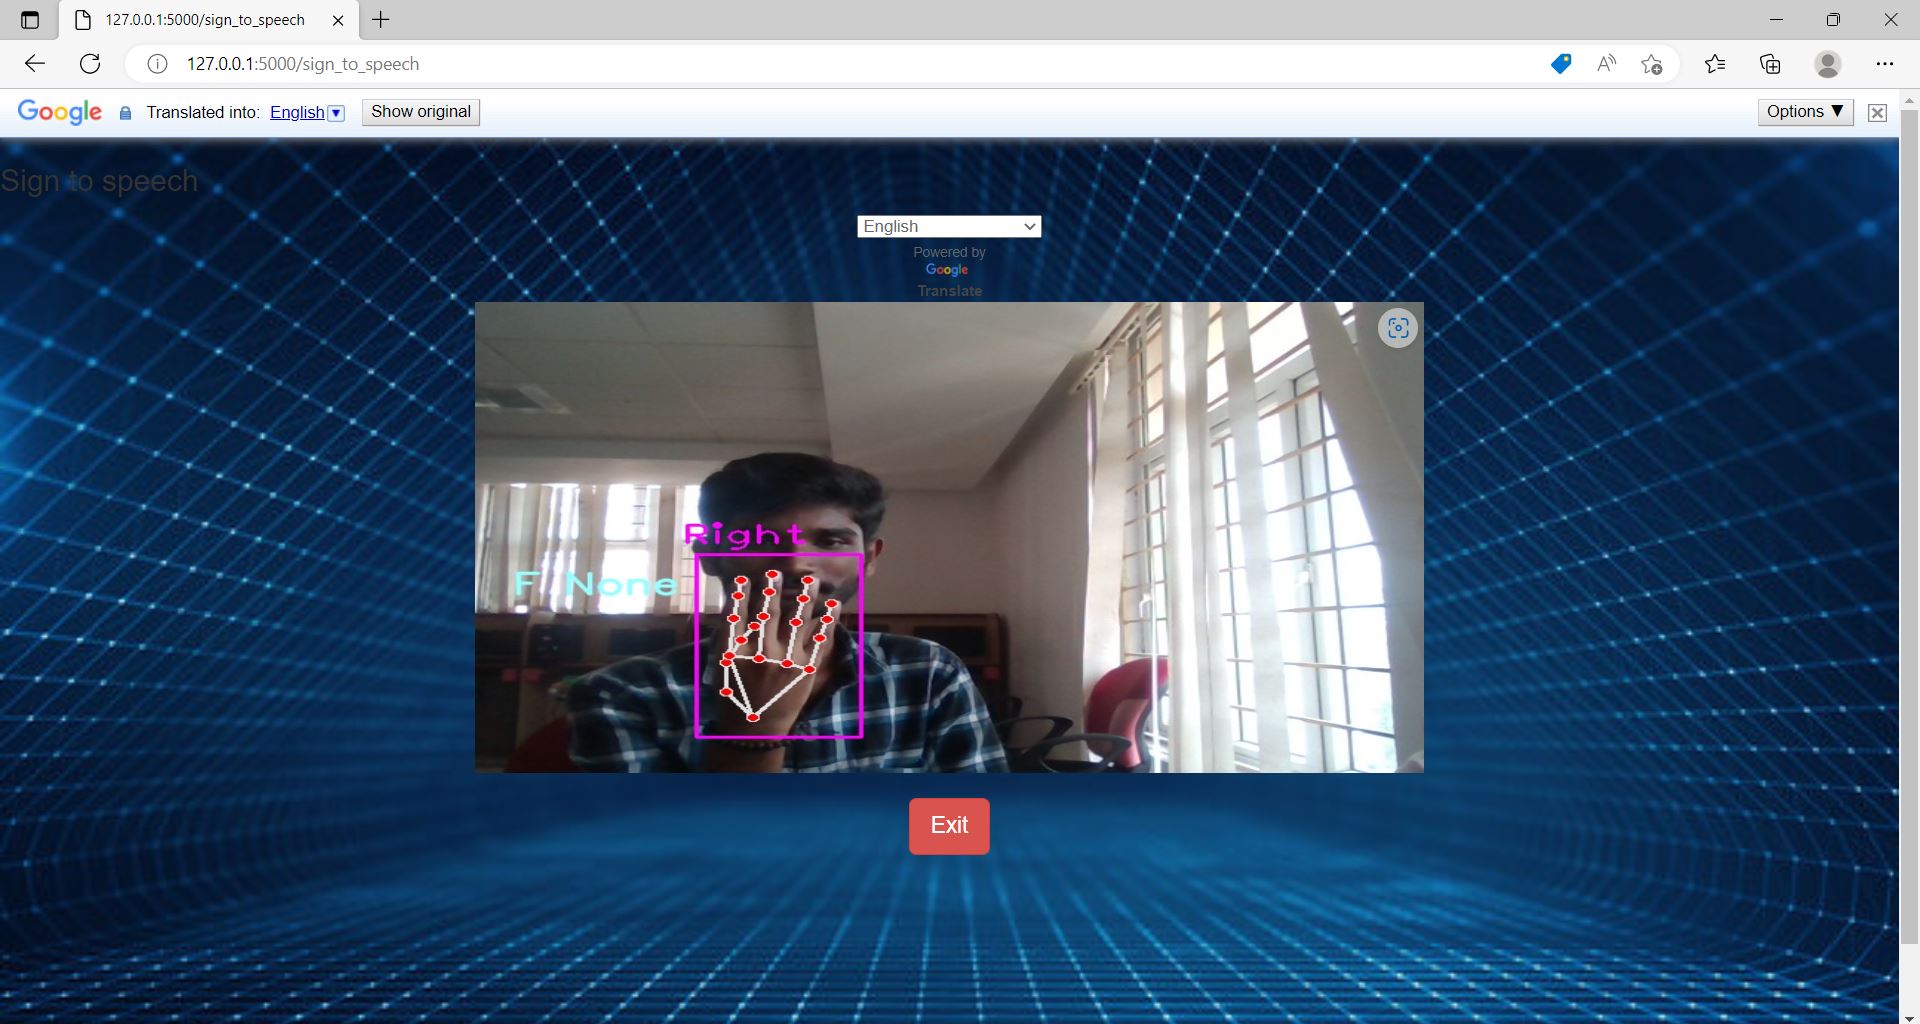 127.0.0.1:5000/sign_to_speech
127.0.0.1:5000/sign_to_speech
Google Translated into: English Show original Options ▼
Sign to speech
English
Powered by
Google
Translate
Right
F None
Exit